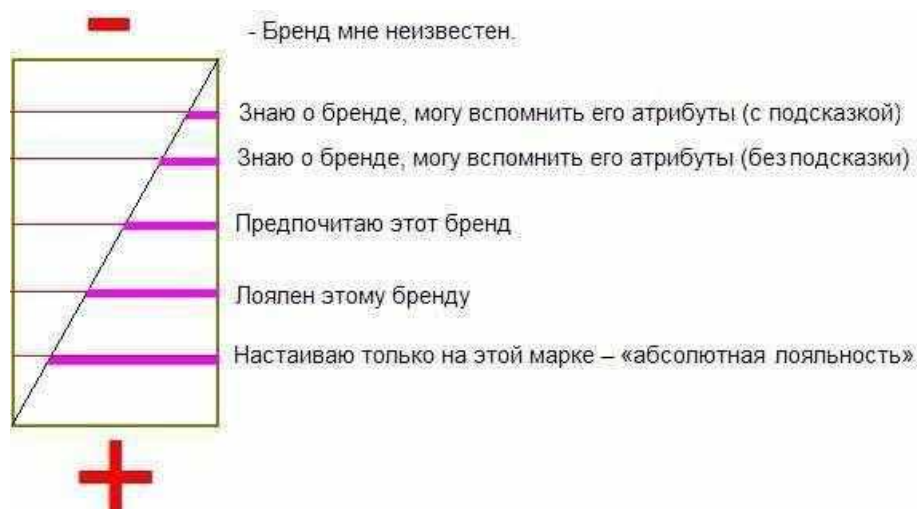 - Бренд мне неизвестен.
Знаю о бренде, могу вспомнить его атрибуты (с подсказкой)
Знаю о бренде, могу вспомнить его атрибуты (без подсказки)
Предпочитаю этот бренд
Лоялен этому бренду
Настаиваю только на этой марке – «абсолютная лояльность»